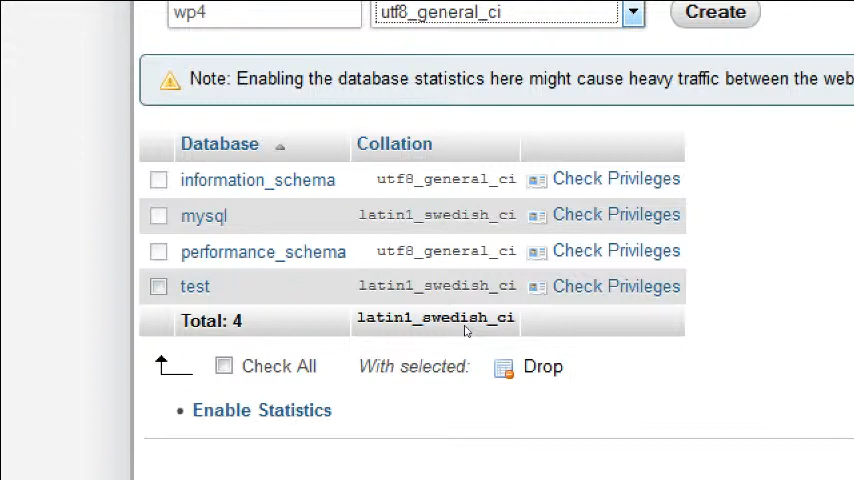 wp4 utf8_general_ci Create
Note: Enabling the database statistics here might cause heavy traffic between the web
Database Collation
information_schema utf8_general_ci Check Privileges
mysql latin1_swedish_ci Check Privileges
performance_schema utf8_general_ci Check Privileges
test latin1_swedish_ci Check Privileges
Total: 4 latin1_swedish_ci
Check All With selected: Drop
• Enable Statistics